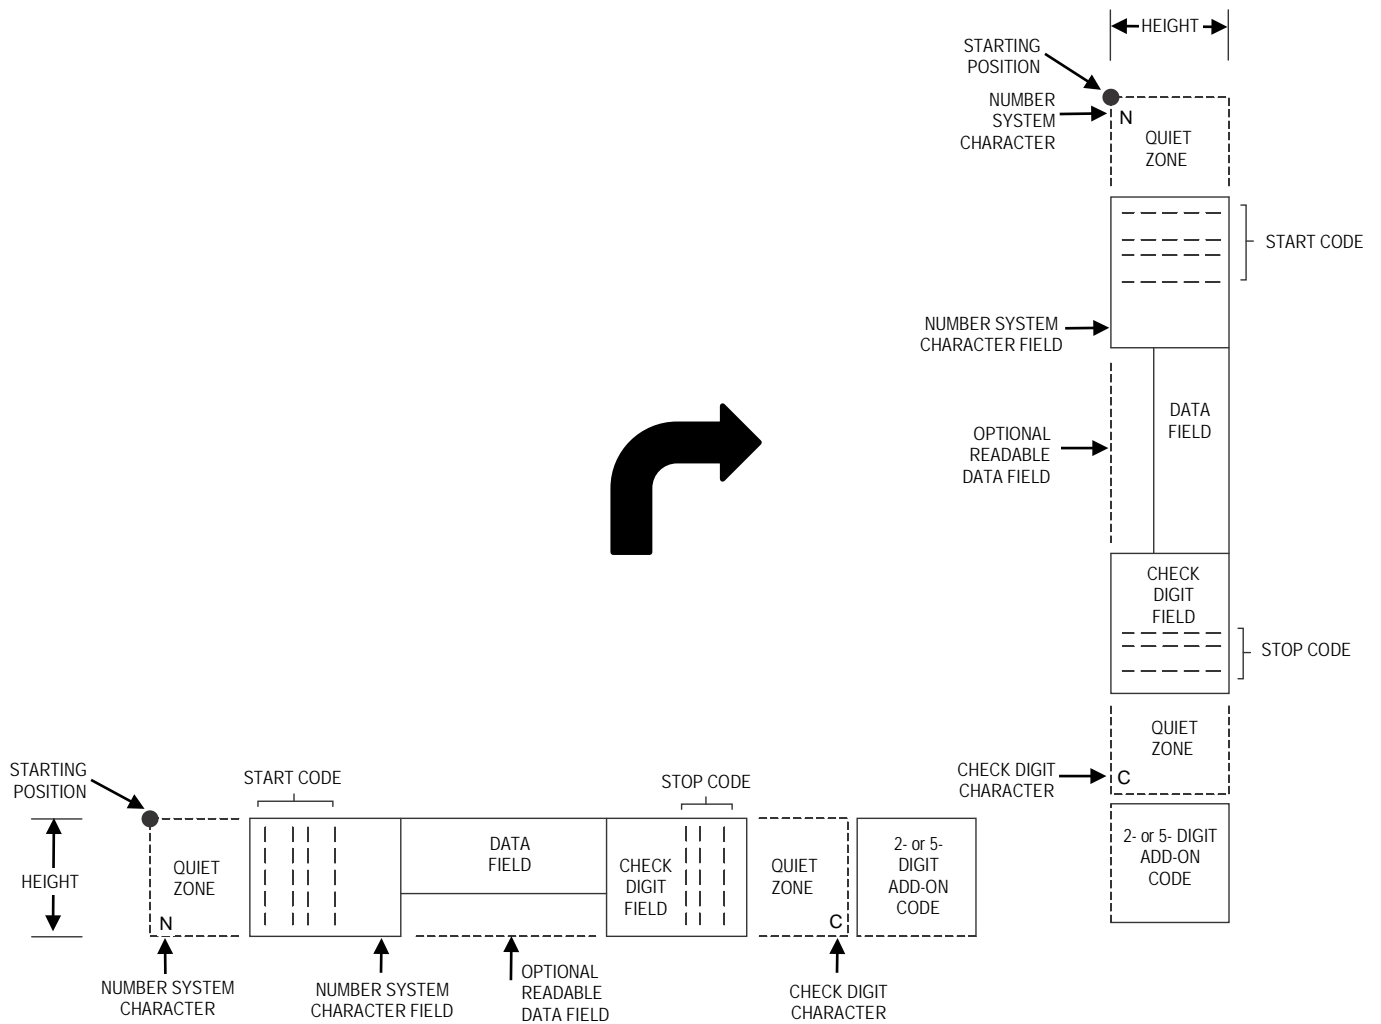 HEIGHT
STARTING
POSITION
NUMBER
SYSTEM
CHARACTER
N
QUIET
ZONE
START CODE
NUMBER SYSTEM
CHARACTER FIELD
DATA
FIELD
OPTIONAL
READABLE
DATA FIELD
CHECK
DIGIT
FIELD
STOP CODE
QUIET
ZONE
CHECK DIGIT
CHARACTER
C
2- or 5- DIGIT
ADD-ON
CODE
STARTING
POSITION
START CODE
STOP CODE
HEIGHT
QUIET
ZONE
N
DATA
FIELD
CHECK
DIGIT
FIELD
QUIET
ZONE
C
2- or 5-
DIGIT
ADD-ON
CODE
NUMBER SYSTEM
CHARACTER
NUMBER SYSTEM
CHARACTER FIELD
OPTIONAL
READABLE
DATA FIELD
CHECK DIGIT
CHARACTER